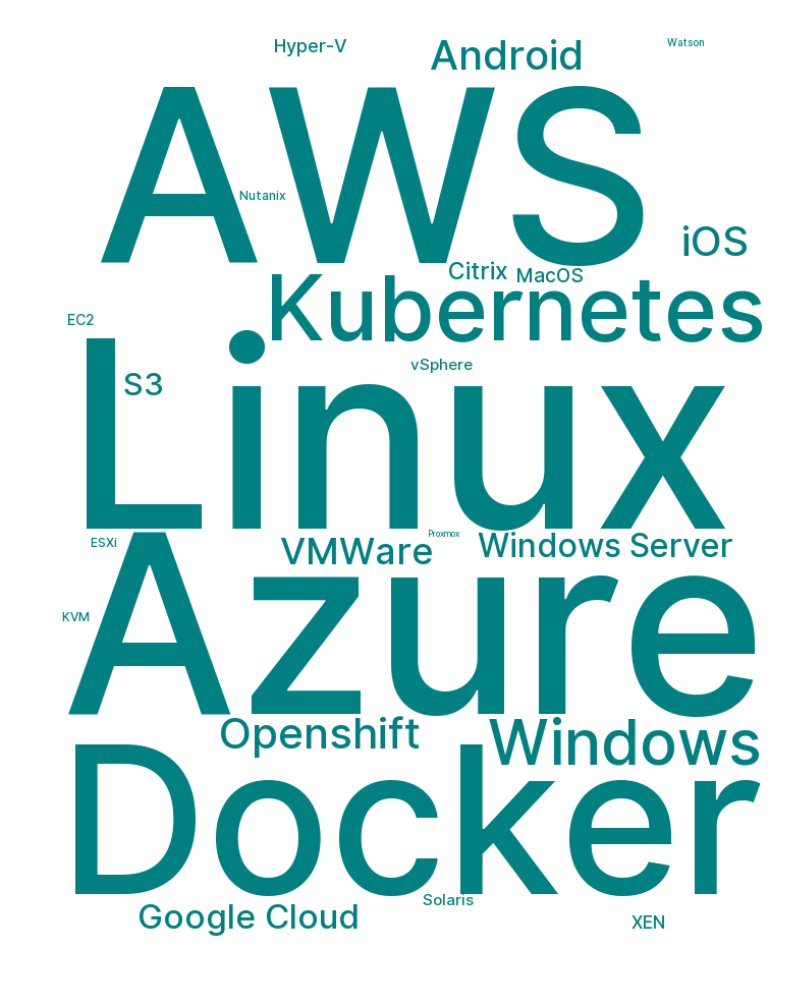 Hyper-V
Android
Watson
AWS
Nutanix
iOS
Citrix
MacOS
Kubernetes
EC2
vSphere
S3
Linux
ESXi
VMWare
Proxmox
Windows Server
KVM
Azure
Openshift
Windows
Docker
Solaris
Google Cloud
XEN